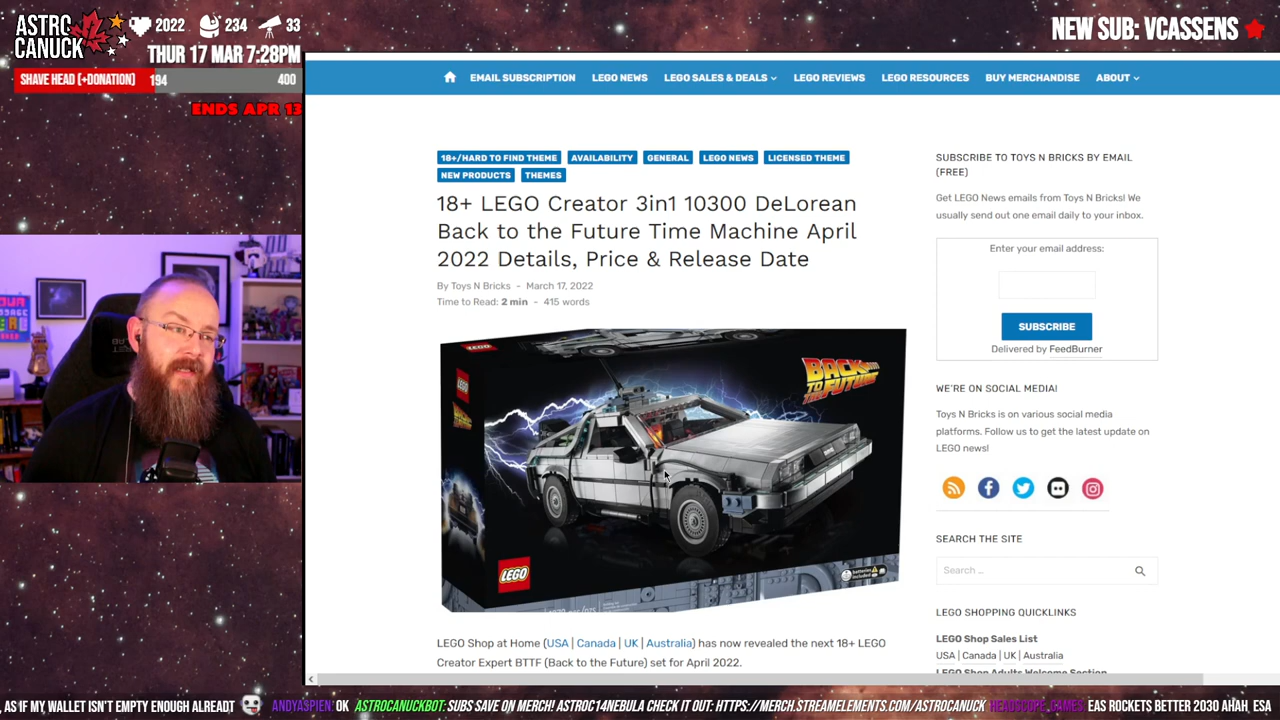 ASTRO
CANUCK
2022 234 33
THUR 17 MAR 7:28PM
SHAVE HEAD (+DONATION) 194 400
ENDS APR 13
NEW SUB: VCASSENS
EMAIL SUBSCRIPTION LEGO NEWS LEGO SALES & DEALS LEGO REVIEWS LEGO RESOURCES BUY MERCHANDISE ABOUT
18+/HARD TO FIND THEME AVAILABILITY GENERAL LEGO NEWS LICENSED THEME
NEW PRODUCTS THEMES
18+ LEGO Creator 3in1 10300 DeLorean
Back to the Future Time Machine April
2022 Details, Price & Release Date
By Toys N Bricks - March 17, 2022
Time to Read: 2 min - 415 words
LEGO
LEGO
BACK
TO THE
FUTURE
LEGO
batteries
included
LEGO Shop at Home (USA | Canada | UK | Australia) has now revealed the next 18+ LEGO
Creator Expert BTTF (Back to the Future) set for April 2022.
SUBSCRIBE TO TOYS N BRICKS BY EMAIL
(FREE)
Get LEGO News emails from Toys N Bricks! We
usually send out one email daily to your inbox.
Enter your email address:
SUBSCRIBE
Delivered by FeedBurner
WE'RE ON SOCIAL MEDIA!
Toys N Bricks is on various social media
platforms. Follow us to get the latest update on
LEGO news!
SEARCH THE SITE
Search …
LEGO SHOPPING QUICKLINKS
LEGO Shop Sales List
USA | Canada | UK | Australia
LEGO Shop Adults Welcome Section
, AS IF MY WALLET ISN'T EMPTY ENOUGH ALREADT ANDYASPIEN: OK ASTROCANUCKBOT: SUBS SAVE ON MERCH! ASTROC14NEBULA CHECK IT OUT: HTTPS://MERCH.STREAMELEMENTS.COM/ASTROCANUCK HEADSCOPE_GAMES: EAS ROCKETS BETTER 2030 AHAH, ESA